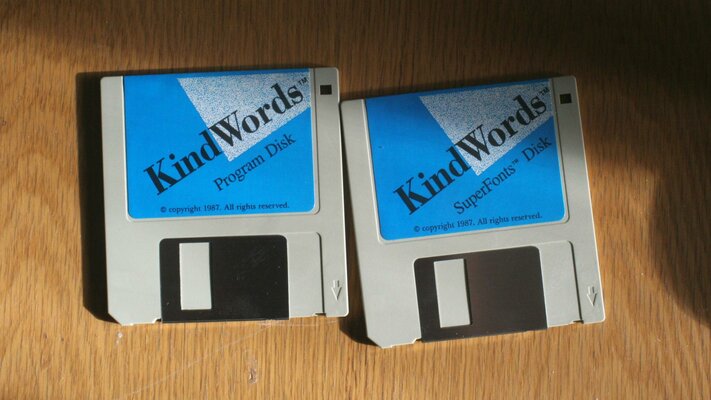 KindWords™
Program Disk
© copyright 1987. All rights reserved.
KindWords™
SuperFonts™ Disk
© copyright 1987. All rights reserved.